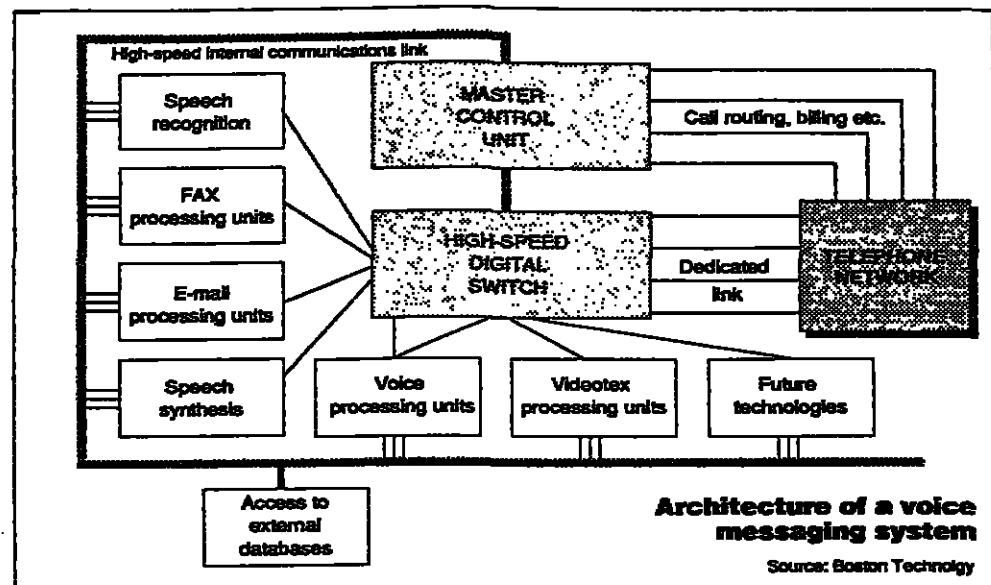 High-speed internal communications link
Speech
recognition
MASTER
CONTROL
UNIT
Call routing, billing etc.
FAX
processing units
HIGH-SPEED
DIGITAL
SWITCH
Dedicated
link
TELEPHONE
NETWORK
E-mail
processing units
Speech
synthesis
Voice
processing units
Videotex
processing units
Future
technologies
Access to
external
databases
Architecture of a voice
messaging system
Source: Boston Technolgy